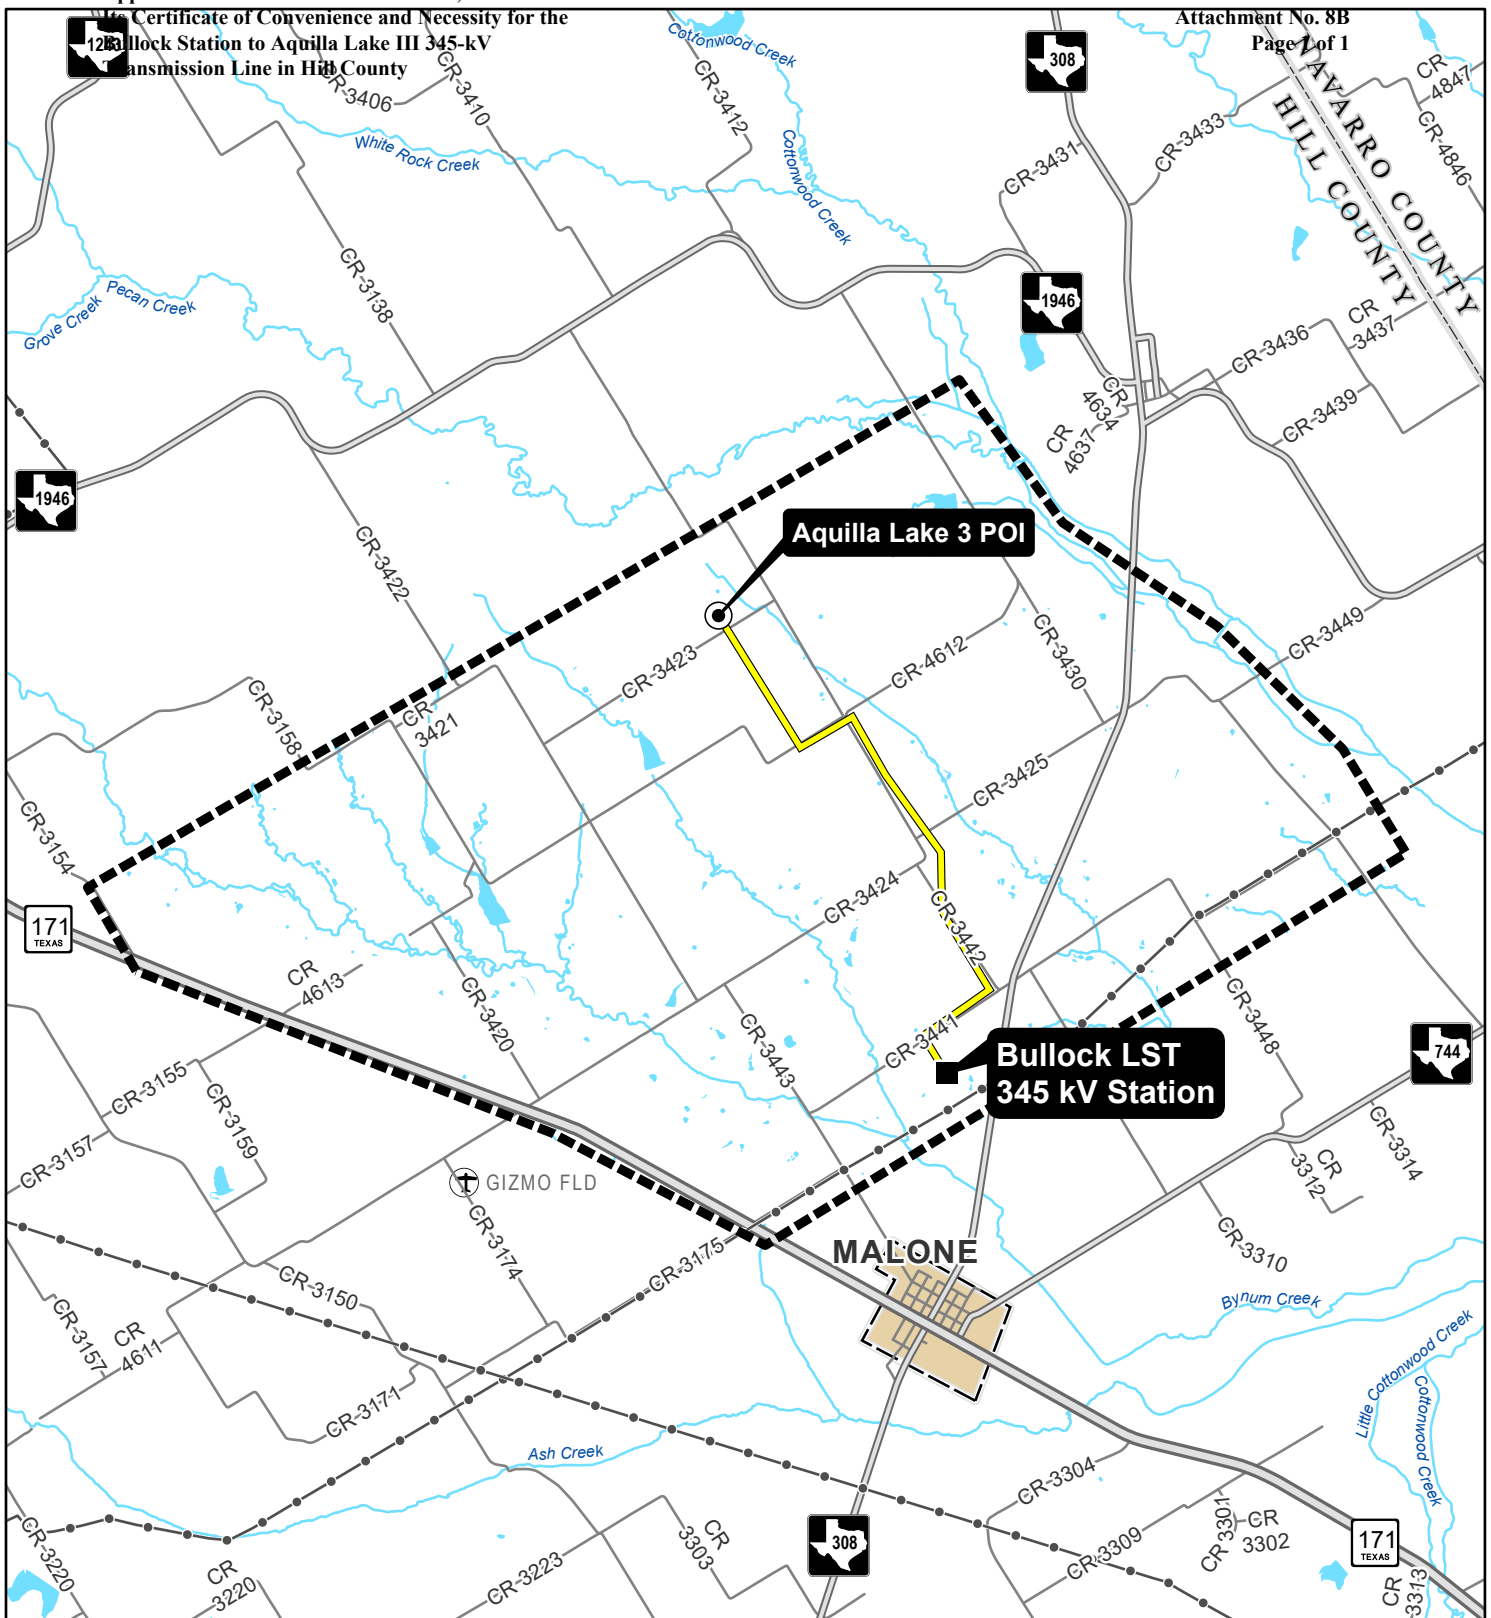 Its Certificate of Convenience and Necessity for the
Bullock Station to Aquilla Lake III 345-kV
Transmission Line in Hill County
Attachment No. 8B
Page 1 of 1
1243
308
CR-3406
CR-3410
CR-3412
Cottonwood Creek
Cottonwood Creek
White Rock Creek
CR-3431
CR-3433
NAVARRO COUNTY
HILL COUNTY
CR
4847
CR-4846
CR-3138
Pecan Creek
Grove Creek
1946
CR-3436
CR
3437
CR-3439
CR
4634
CR
4637
1946
CR-3422
Aquilla Lake 3 POI
CR-3423
CR-4612
CR-3430
CR-3449
CR-3158
CR
3421
CR-3154
CR-3425
CR-3424
CR-3442
171
TEXAS
CR
4613
CR-3420
CR-3443
CR-3441
CR-3448
Bullock LST
345 kV Station
744
CR-3155
CR-3159
CR-3157
GIZMO FLD
CR-3174
CR-3175
CR-3314
CR
3312
CR-3310
MALONE
CR-3150
CR-3157
CR
4611
CR-3171
Bynum Creek
Little Cottonwood Creek
Cottonwood Creek
Ash Creek
CR-3304
CR-3301
CR
3302
CR-3309
171
TEXAS
CR
3313
308
CR
3303
CR-3223
CR-3220
CR
3220